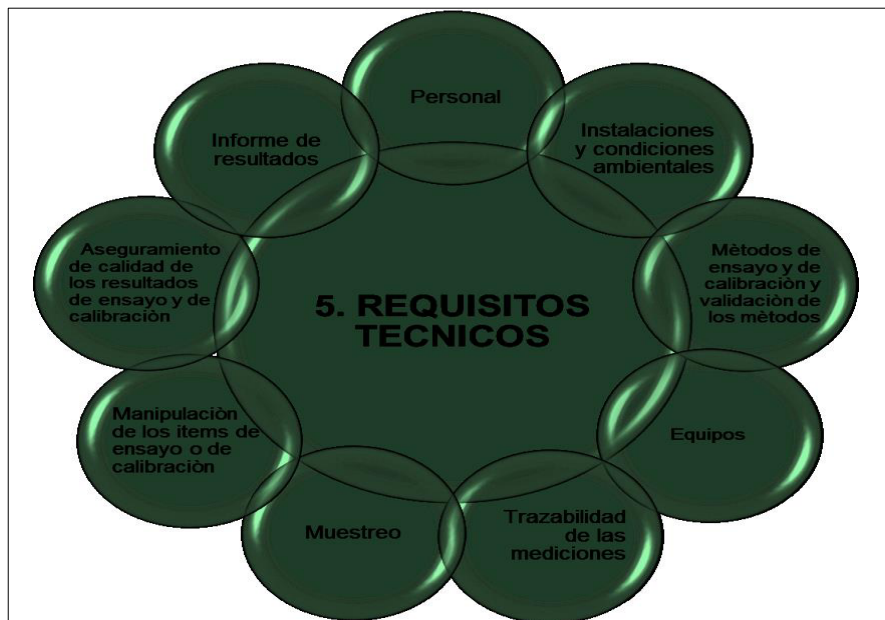 Personal
Instalaciones
y condiciones
ambientales
Mètodos de
ensayo y de
calibraciòn y
validaciòn de
los mètodos
Equipos
Trazabilidad
de las
mediciones
Muestreo
Manipulaciòn
de los items de
ensayo o de
calibraciòn
Aseguramiento
de calidad de
los resultados
de ensayo y de
calibraciòn
Informe de
resultados
5. REQUISITOS
TECNICOS